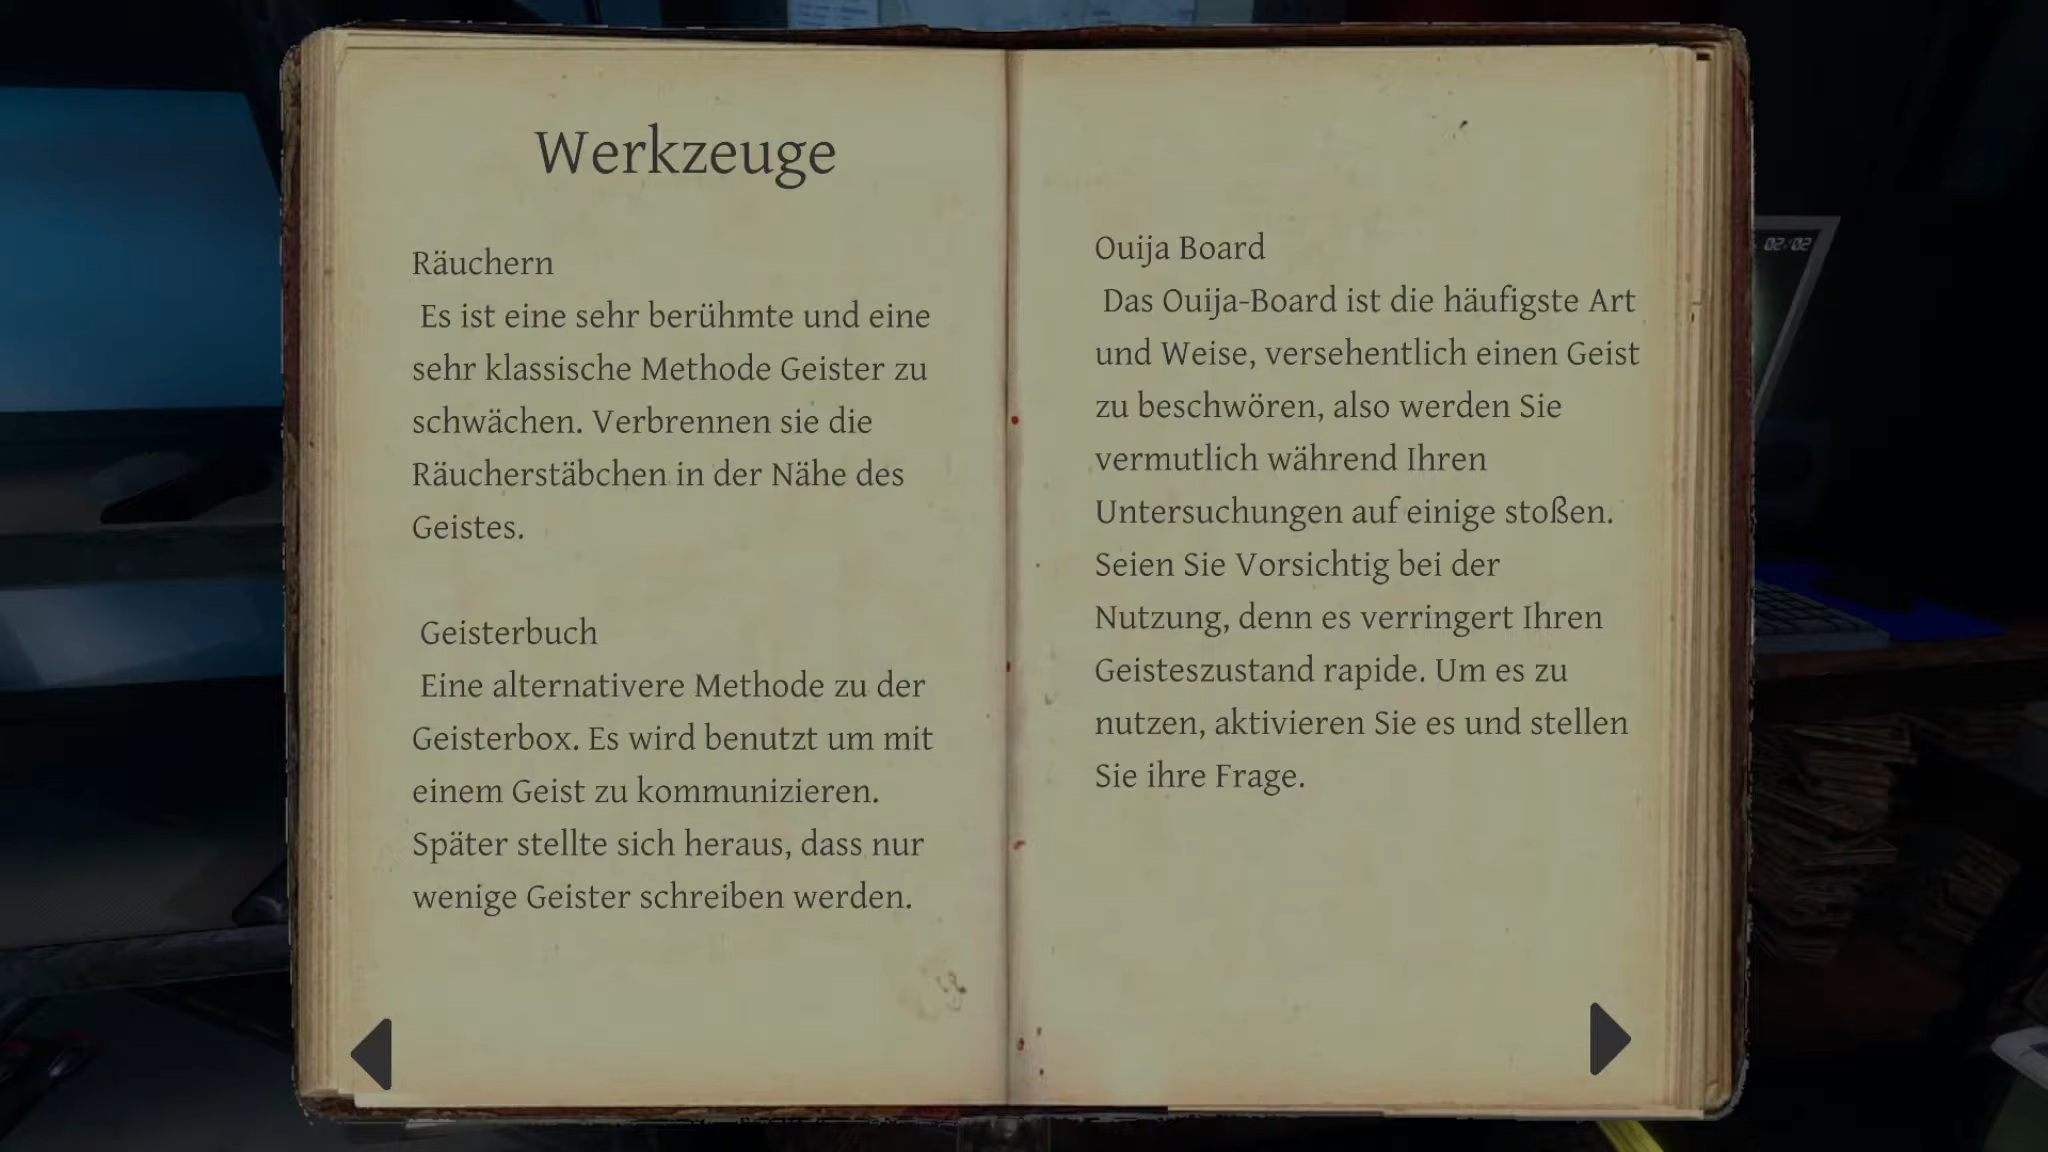 Werkzeuge
Räuchern
Es ist eine sehr berühmte und eine
sehr klassische Methode Geister zu
schwächen. Verbrennen sie die
Räucherstäbchen in der Nähe des
Geistes.
Geisterbuch
Eine alternativere Methode zu der
Geisterbox. Es wird benutzt um mit
einem Geist zu kommunizieren.
Später stellte sich heraus, dass nur
wenige Geister schreiben werden.
Ouija Board
Das Ouija-Board ist die häufigste Art
und Weise, versehentlich einen Geist
zu beschwören, also werden Sie
vermutlich während Ihren
Untersuchungen auf einige stoßen.
Seien Sie Vorsichtig bei der
Nutzung, denn es verringert Ihren
Geisteszustand rapide. Um es zu
nutzen, aktivieren Sie es und stellen
Sie ihre Frage.
02/02